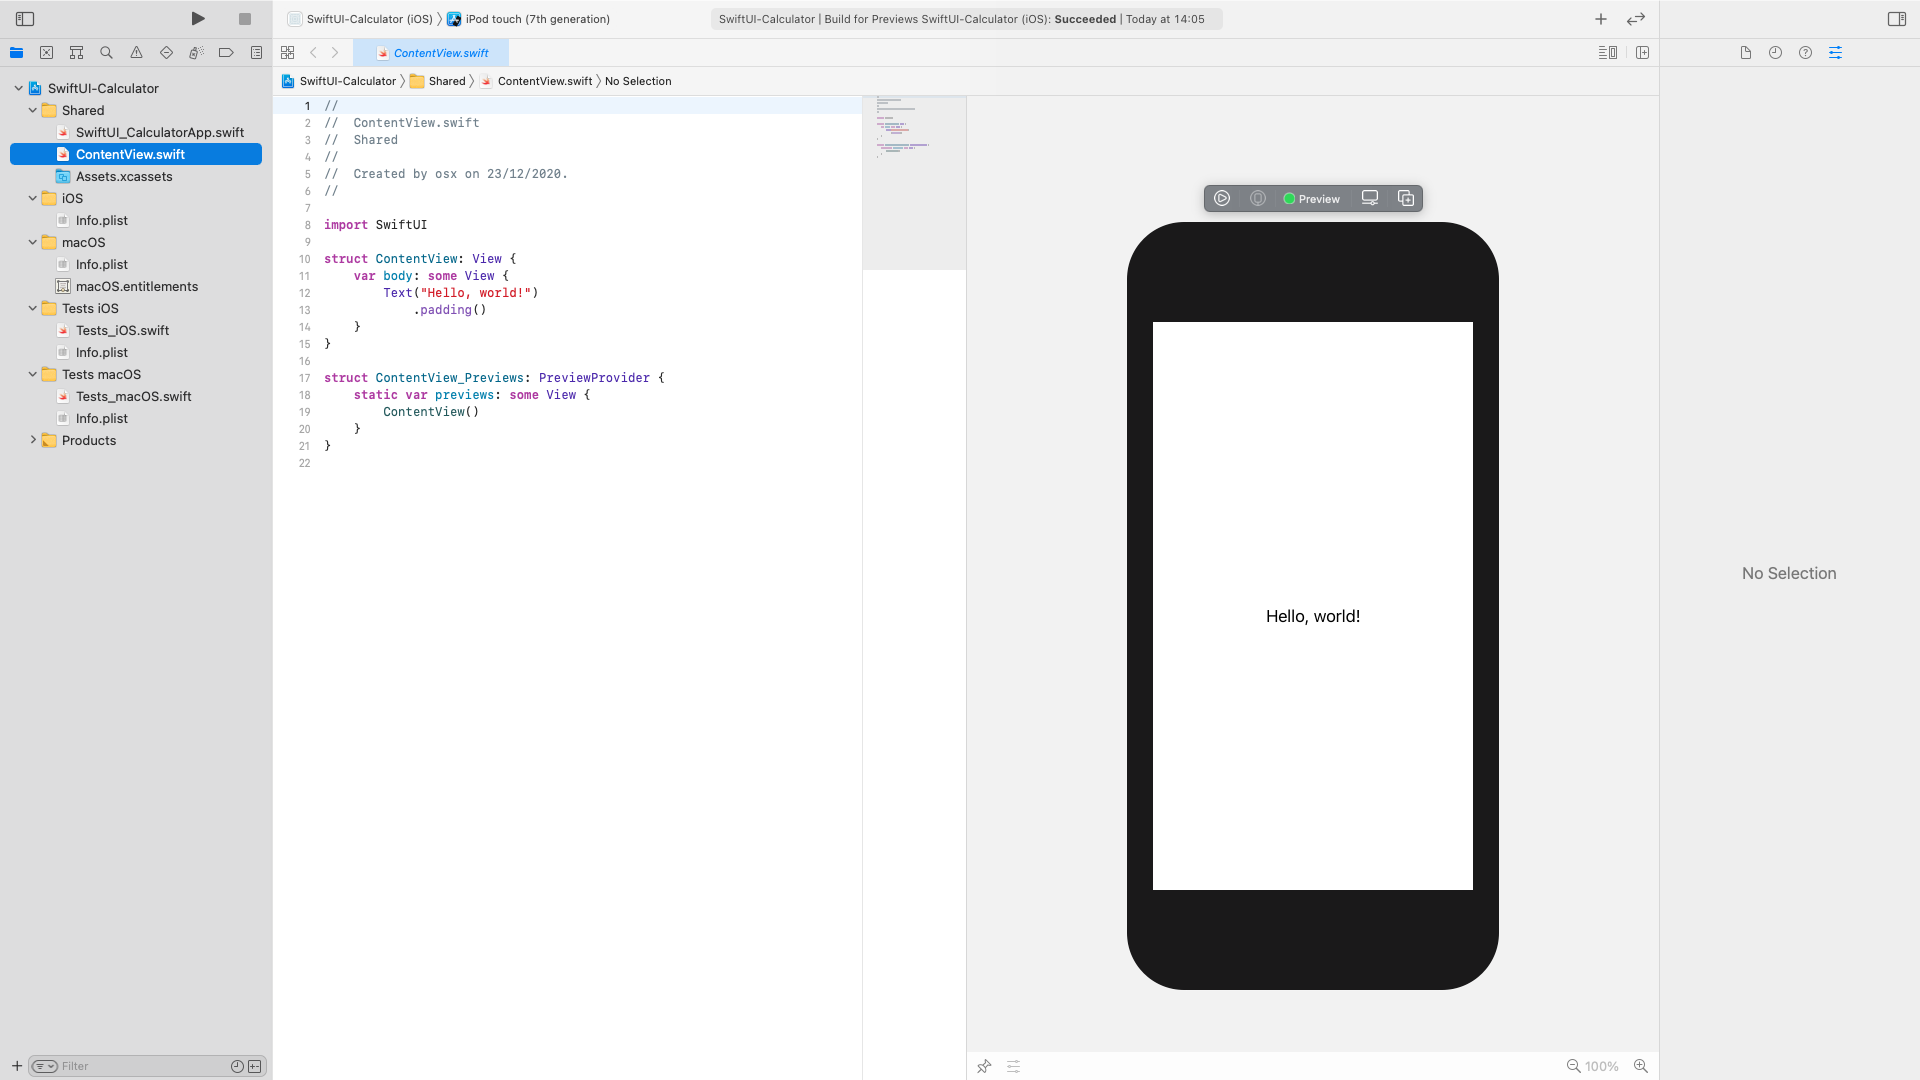 SwiftUI-Calculator (iOS) iPod touch (7th generation)
SwiftUI-Calculator | Build for Previews SwiftUI-Calculator (iOS): Succeeded | Today at 14:05
ContentView.swift
SwiftUI-Calculator Shared ContentView.swift No Selection
SwiftUI-Calculator
Shared
SwiftUI_CalculatorApp.swift
ContentView.swift
Assets.xcassets
iOS
Info.plist
macOS
Info.plist
macOS.entitlements
Tests iOS
Tests_iOS.swift
Info.plist
Tests macOS
Tests_macOS.swift
Info.plist
Products
Filter
1 //
2 //  ContentView.swift
3 //  Shared
4 //
5 //  Created by osx on 23/12/2020.
6 //
7
8 import SwiftUI
9
10 struct ContentView: View {
11     var body: some View {
12         Text("Hello, world!")
13             .padding()
14     }
15 }
16
17 struct ContentView_Previews: PreviewProvider {
18     static var previews: some View {
19         ContentView()
20     }
21 }
22
Preview
Hello, world!
100%
No Selection